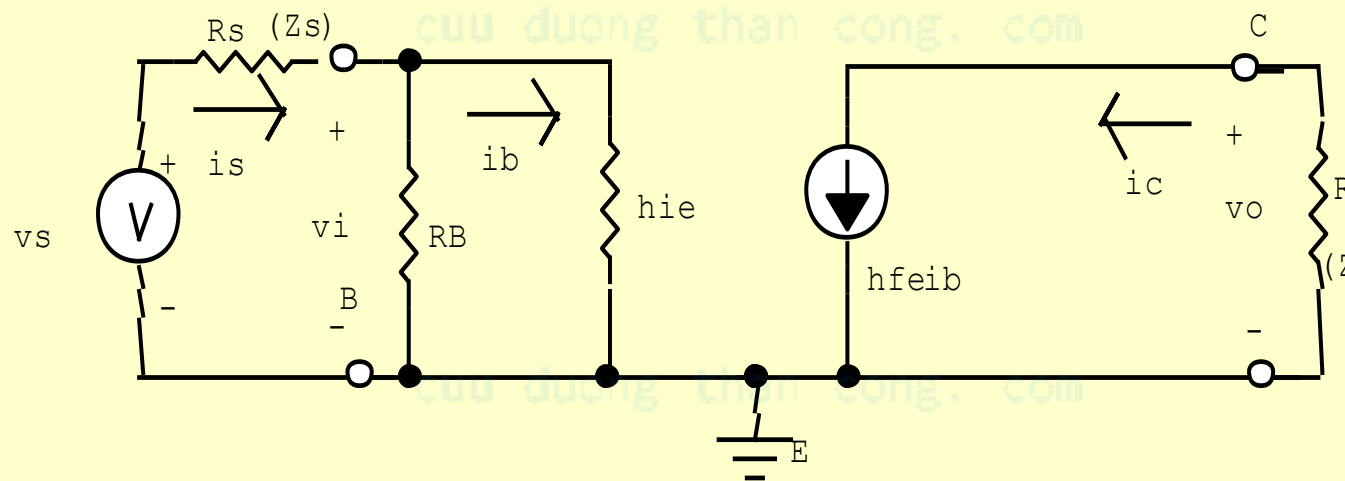 cuu duong than cong. com
Rs (Zs)
C
+ is
+
ib
ic
+
vs
V
vi
RB
hie
hfeib
vo
R
(Z
-
B
-
-
cuu duong than cong. com
E